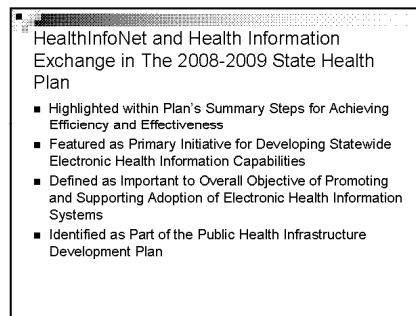 HealthInfoNet and Health Information
Exchange in The 2008-2009 State Health
Plan
■ Highlighted within Plan's Summary Steps for Achieving
Efficiency and Effectiveness
■ Featured as Primary Initiative for Developing Statewide
Electronic Health Information Capabilities
■ Defined as Important to Overall Objective of Promoting
and Supporting Adoption of Electronic Health Information
Systems
■ Identified as Part of the Public Health Infrastructure
Development Plan